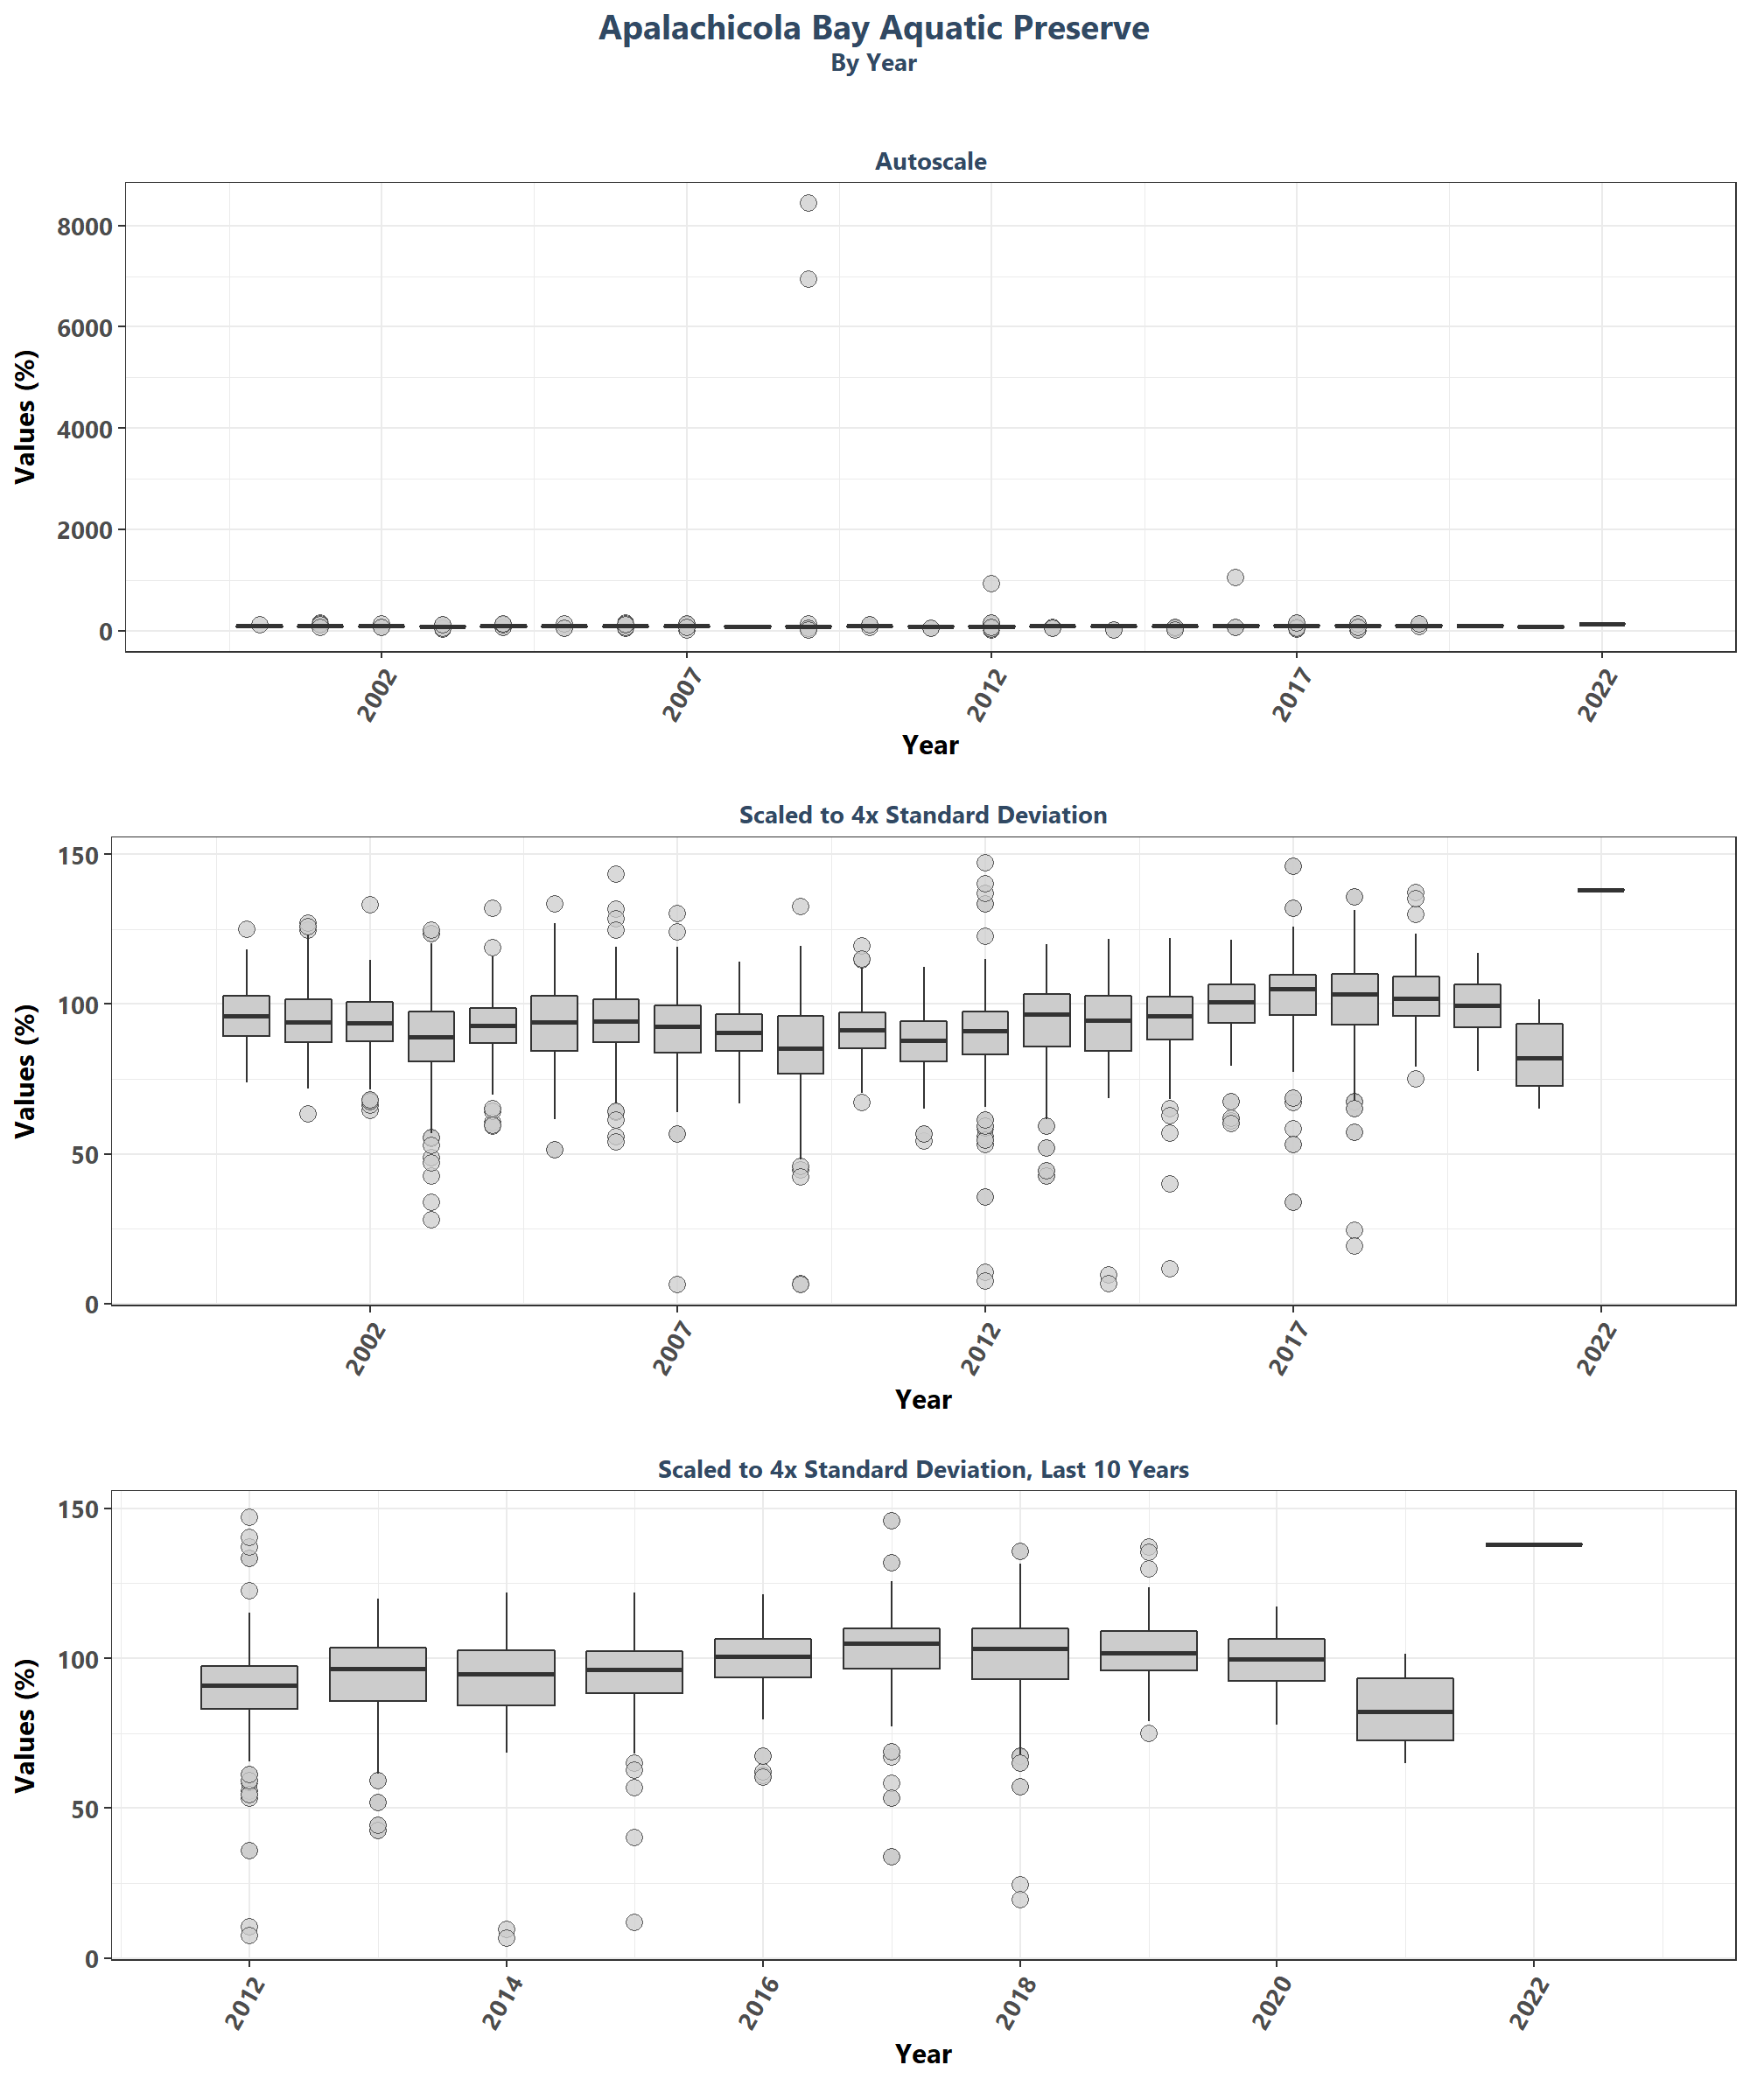 Apalachicola Bay Aquatic Preserve
By Year
Autoscale
Values (%)
8000
6000
4000
2000
0
2002 2007 2012 2017 2022
Year
Scaled to 4x Standard Deviation
Values (%)
150
100
50
0
2002 2007 2012 2017 2022
Year
Scaled to 4x Standard Deviation, Last 10 Years
Values (%)
150
100
50
0
2012 2014 2016 2018 2020 2022
Year